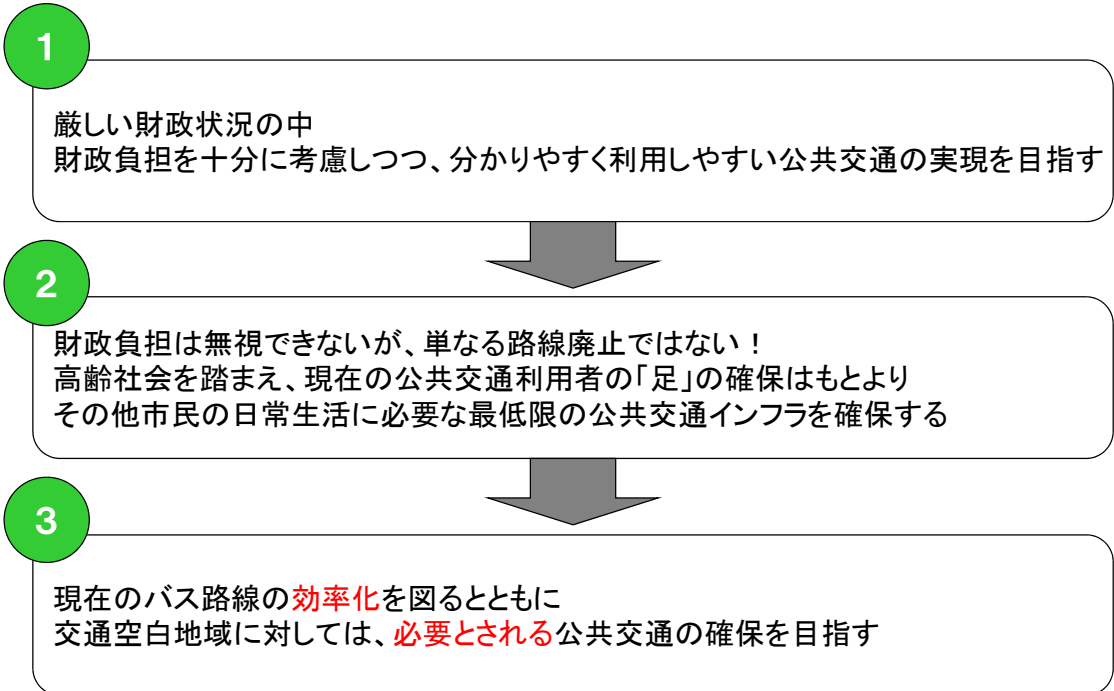 1
厳しい財政状況の中
財政負担を十分に考慮しつつ、分かりやすく利用しやすい公共交通の実現を目指す
2
財政負担は無視できないが、単なる路線廃止ではない！
高齢社会を踏まえ、現在の公共交通利用者の「足」の確保はもとより
その他市民の日常生活に必要な最低限の公共交通インフラを確保する
3
現在のバス路線の効率化を図るとともに
交通空白地域に対しては、必要とされる公共交通の確保を目指す